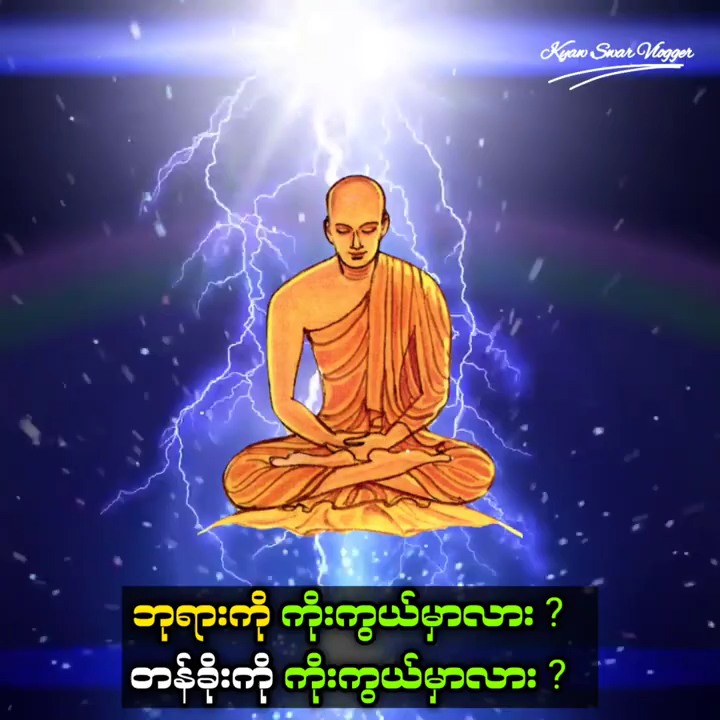 Kyaw Swar Vlogger
ဘုရားကို ကိုးကွယ်မှာလား ?
တန်ခိုးကို ကိုးကွယ်မှာလား ?